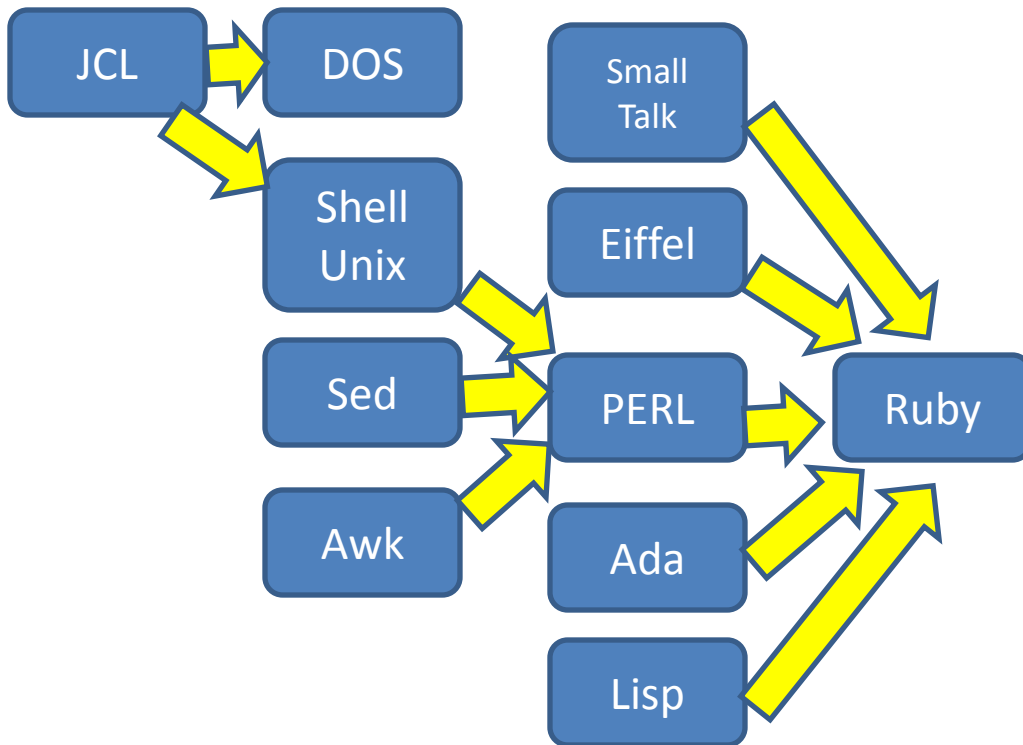 JCL
DOS
Small
Talk
Shell
Unix
Eiffel
Sed
PERL
Ruby
Awk
Ada
Lisp